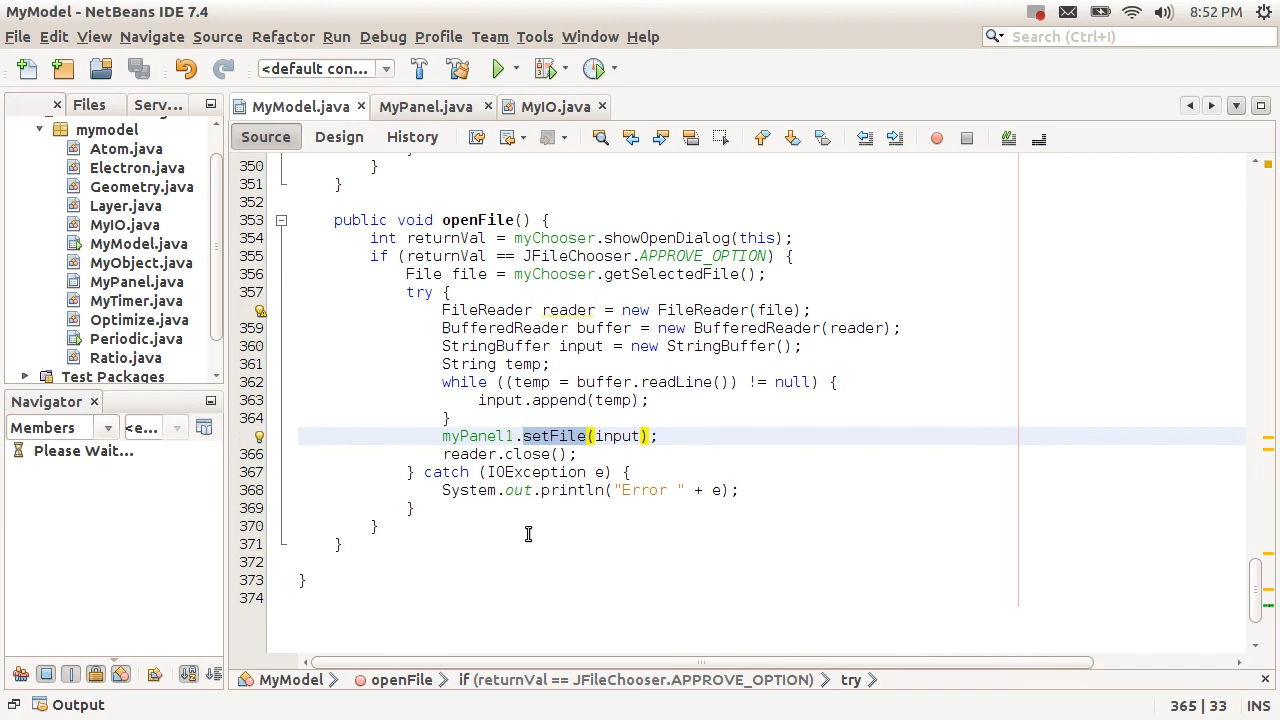 MyModel - NetBeans IDE 7.4
8:52 PM
File Edit View Navigate Source Refactor Run Debug Profile Team Tools Window Help
Search (Ctrl+I)
<default con...
Files
Serv...
MyModel.java
MyPanel.java
MyIO.java
mymodel
Atom.java
Electron.java
Geometry.java
Layer.java
MyIO.java
MyModel.java
MyObject.java
MyPanel.java
MyTimer.java
Optimize.java
Periodic.java
Ratio.java
Test Packages
Navigator
Members
<e...
Please Wait...
Source Design History
350 }
351 }
352
353 public void openFile() {
354 int returnVal = myChooser.showOpenDialog(this);
355 if (returnVal == JFileChooser.APPROVE_OPTION) {
356 File file = myChooser.getSelectedFile();
357 try {
FileReader reader = new FileReader(file);
359 BufferedReader buffer = new BufferedReader(reader);
360 StringBuffer input = new StringBuffer();
361 String temp;
362 while ((temp = buffer.readLine()) != null) {
363 input.append(temp);
364 }
myPanel1.setFile(input);
366 reader.close();
367 } catch (IOException e) {
368 System.out.println("Error " + e);
369 }
370 }
371 }
372
373 }
374
MyModel
openFile
if (returnVal == JFileChooser.APPROVE_OPTION)
try
Output
365 | 33
INS